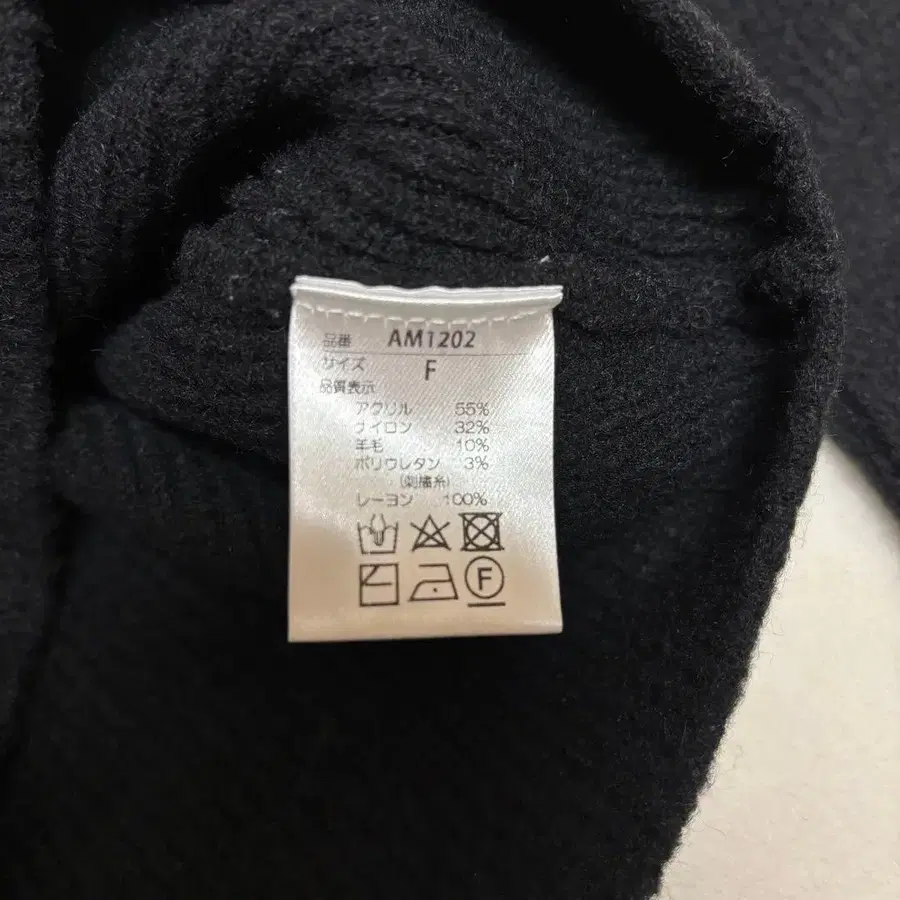 品番 AM1202
サイズ F
品質表示
アクリル 55%
ナイロン 32%
羊毛 10%
ポリウレタン 3%
(刺繍糸)
レーヨン 100%
F